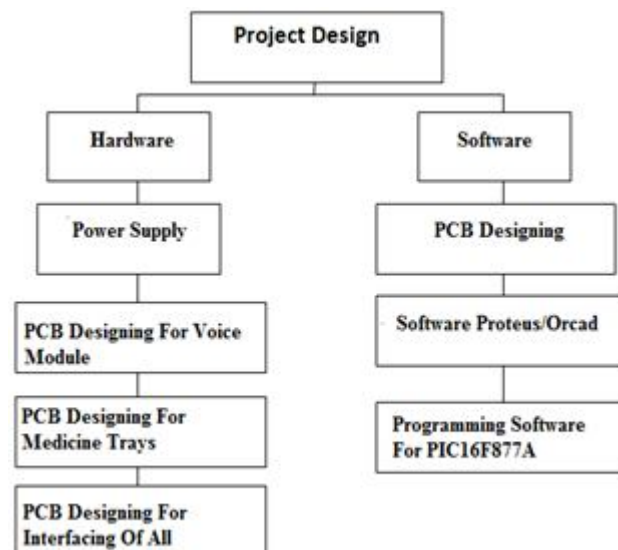 Project Design
Hardware
Software
Power Supply
PCB Designing
PCB Designing For Voice
Module
Software Proteus/Orcad
PCB Designing For
Medicine Trays
Programming Software
For PIC16F877A
PCB Designing For
Interfacing Of All